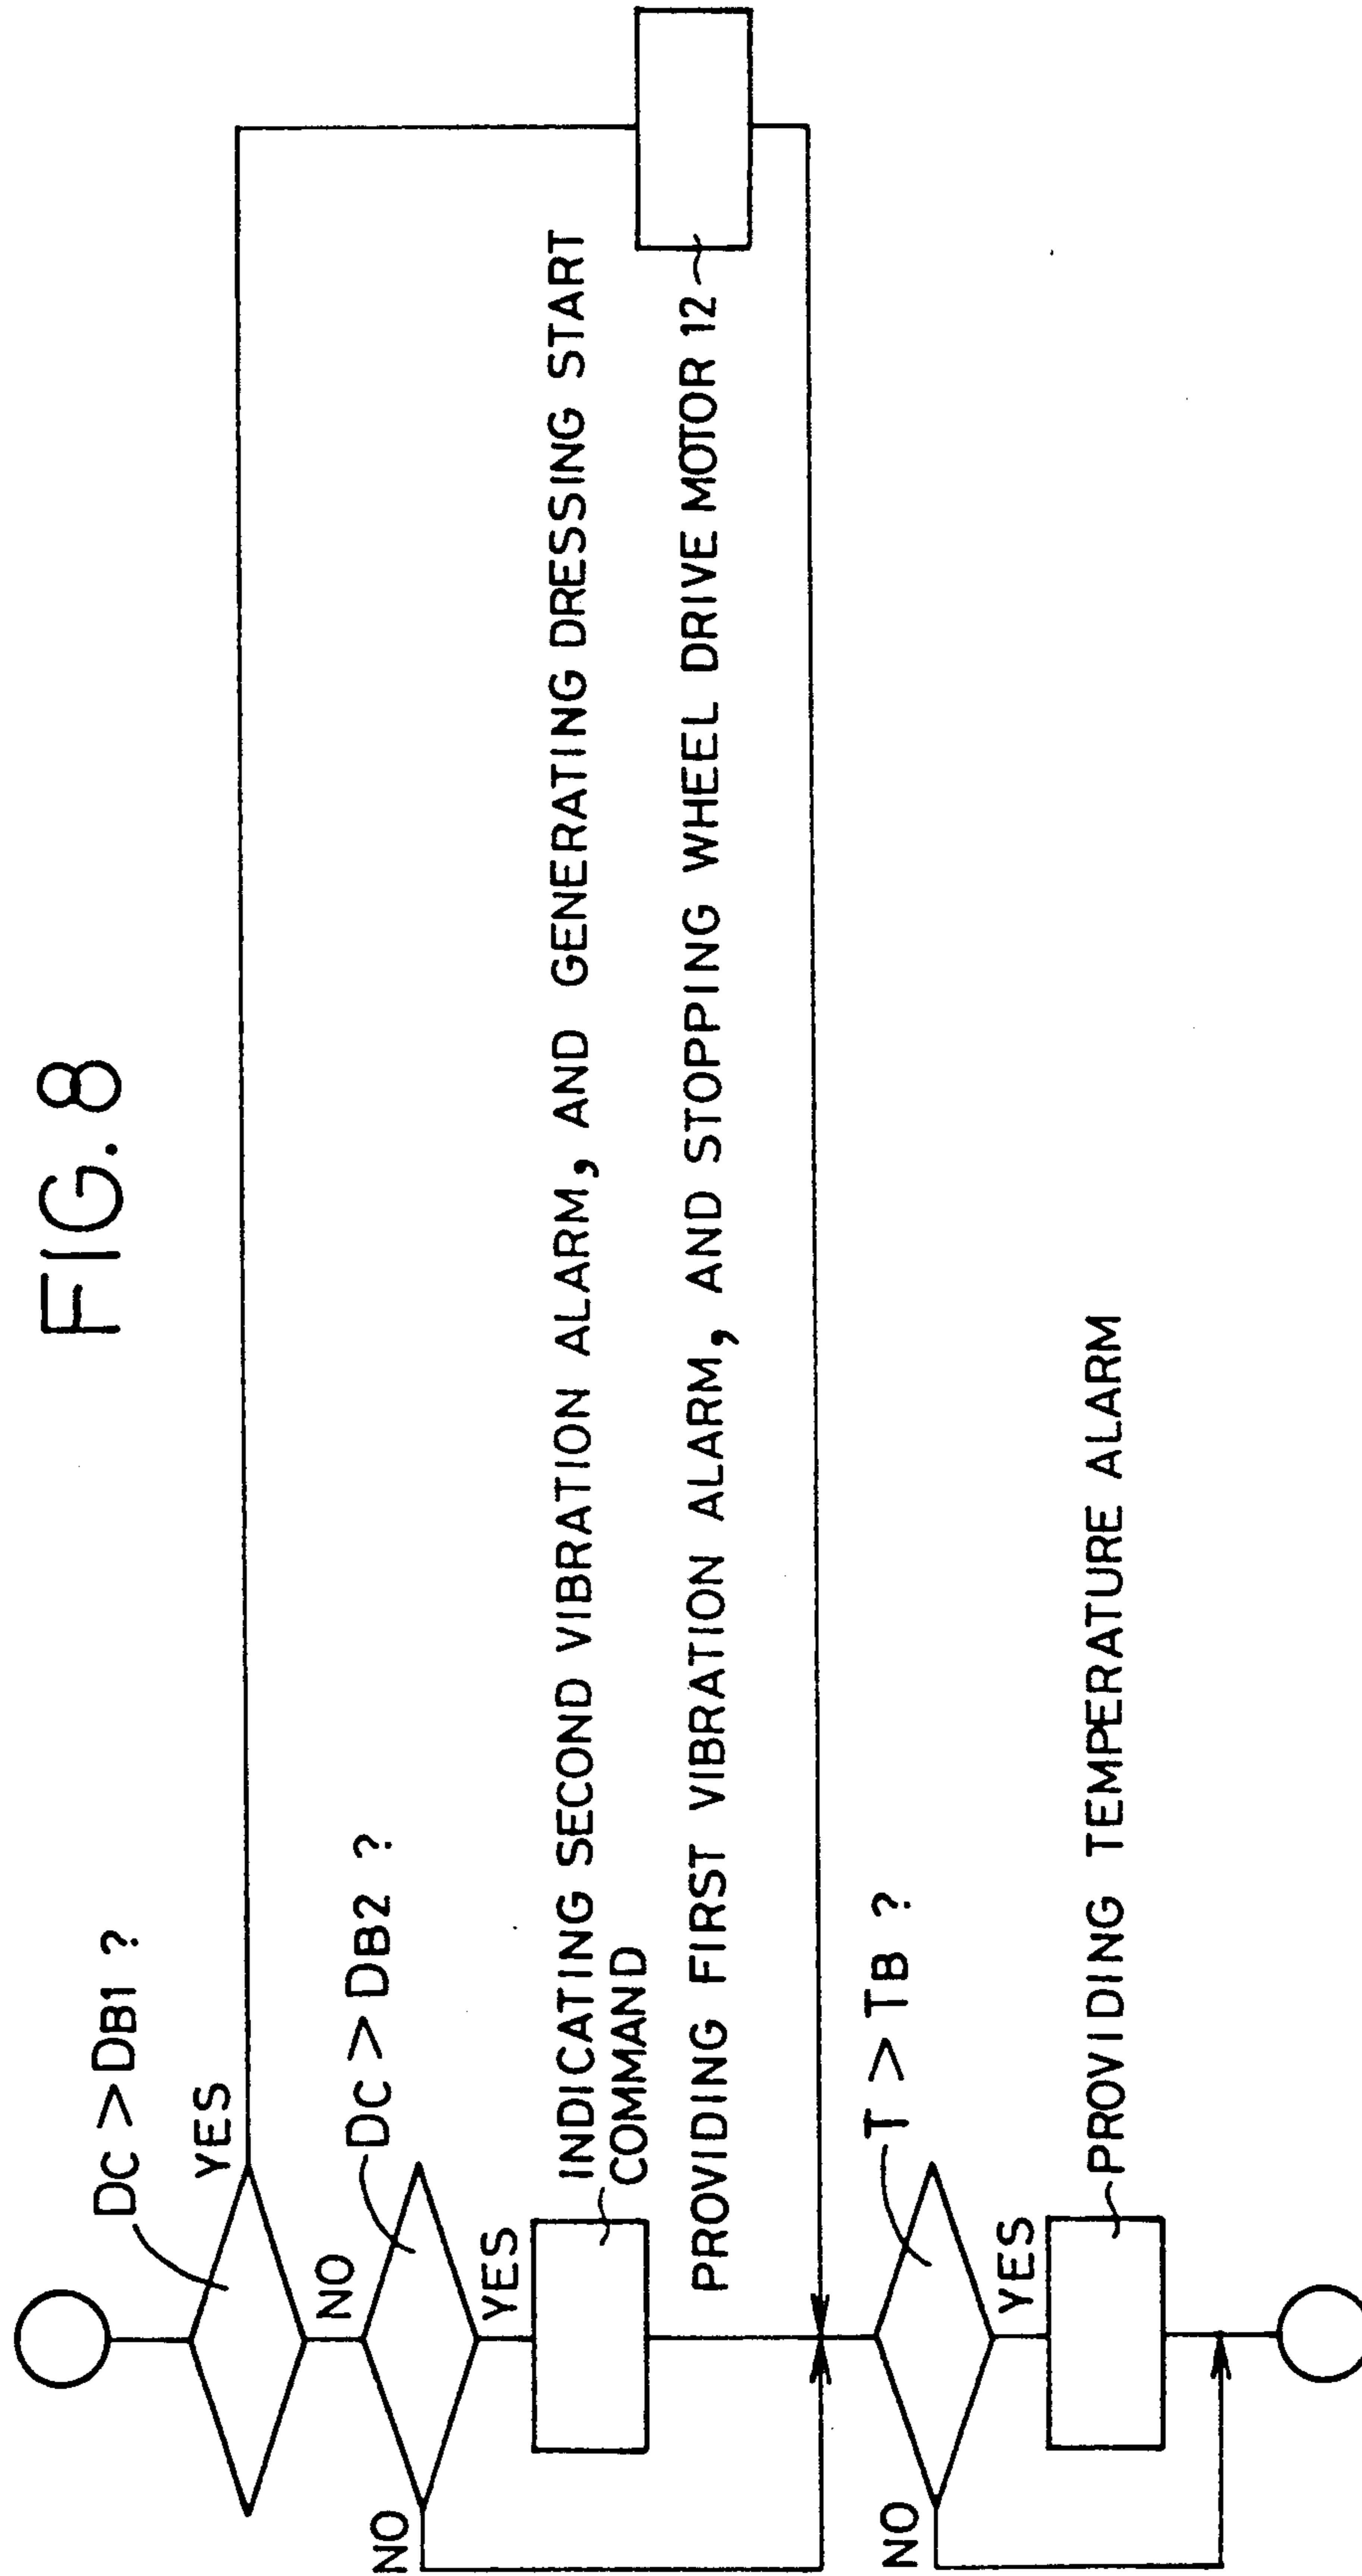 FIG. 8
DC > DB1 ?
YES
NO
DC > DB2 ?
NO
YES
INDICATING SECOND VIBRATION ALARM, AND GENERATING DRESSING START
COMMAND
PROVIDING FIRST VIBRATION ALARM, AND STOPPING WHEEL DRIVE MOTOR 12
T > TB ?
NO
YES
PROVIDING TEMPERATURE ALARM